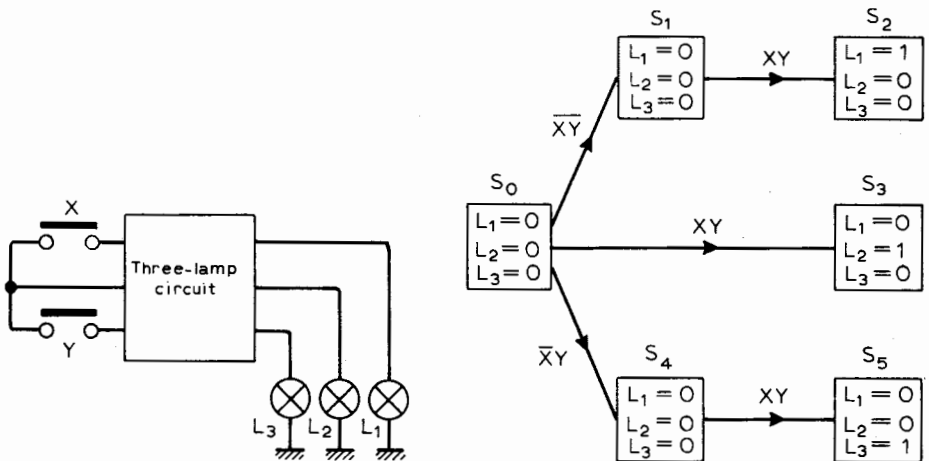 X
Three-lamp
circuit
Y
L₃
L₂
L₁
S₀
L₁=0
L₂=0
L₃=0
X̅Y̅
S₁
L₁=0
L₂=0
L₃=0
XY
S₂
L₁=1
L₂=0
L₃=0
XY
S₃
L₁=0
L₂=1
L₃=0
X̅Y
S₄
L₁=0
L₂=0
L₃=0
XY
S₅
L₁=0
L₂=0
L₃=1